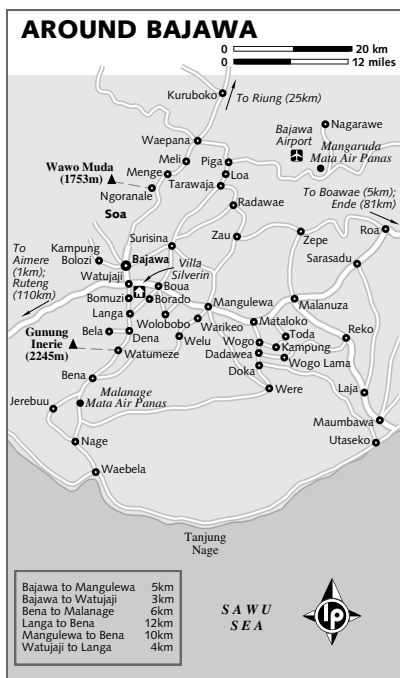 AROUND BAJAWA
0 20 km
0 12 miles
To Riung (25km)
Kuruboko
Nagarawe
Bajawa
Airport
Waepana
Mangaruda
Mata Air Panas
Meli
Piga
Wawo Muda
(1753m)
Menge
Loa
Tarawaja
Ngoranale
To Boawae (5km);
Ende (81km)
Soa
Radawae
Roa
Surisina
Zau
Zepe
To
Aimere
(1km);
Ruteng
(110km)
Kampung
Bolozi
Bajawa
Villa
Silverin
Sarasadu
Watujaji
Boua
Bomuzi
Borado
Mangulewa
Malanuza
Langa
Wolobobo
Warikeo
Mataloko
Gunung
Inerie
(2245m)
Bela
Dena
Welu
Wogo
Toda
Reko
Dadawea
Kampung
Watumeze
Doka
Wogo Lama
Bena
Were
Laja
Malanage
Mata Air Panas
Jerebuu
Maumbawa
Utaseko
Nage
Waebela
Tanjung
Nage
Bajawa to Mangulewa 5km
Bajawa to Watujaji 3km
Bena to Malanage 6km
Langa to Bena 12km
Mangulewa to Bena 10km
Watujaji to Langa 4km
SAWU
SEA
lp